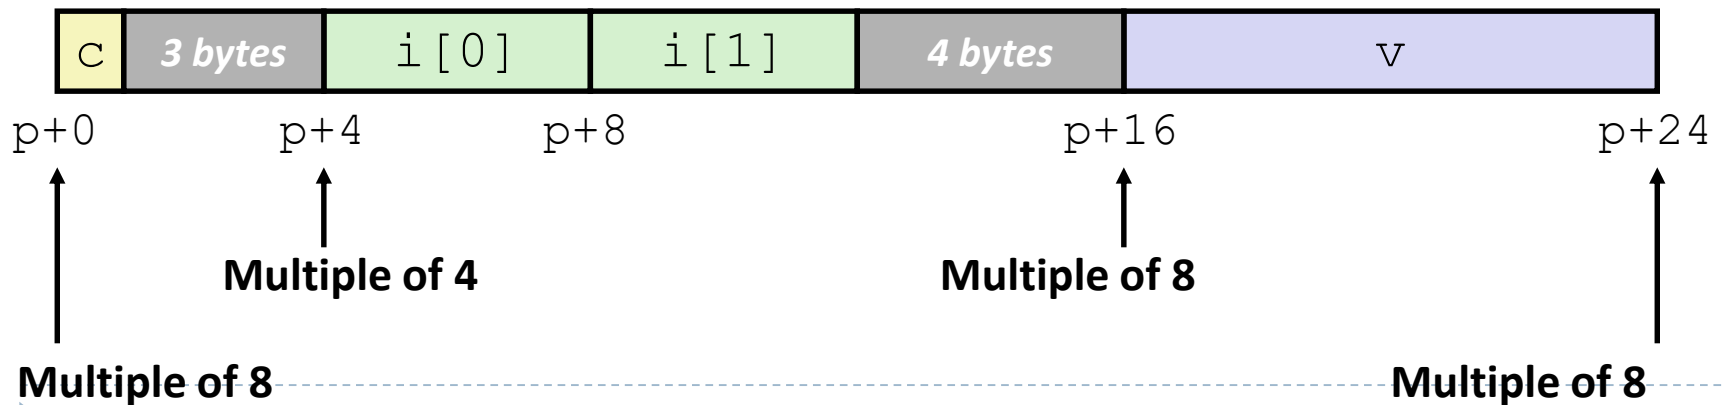 c 3 bytes i[0] i[1] 4 bytes v
p+0 p+4 p+8 p+16 p+24
Multiple of 4 Multiple of 8
Multiple of 8 Multiple of 8